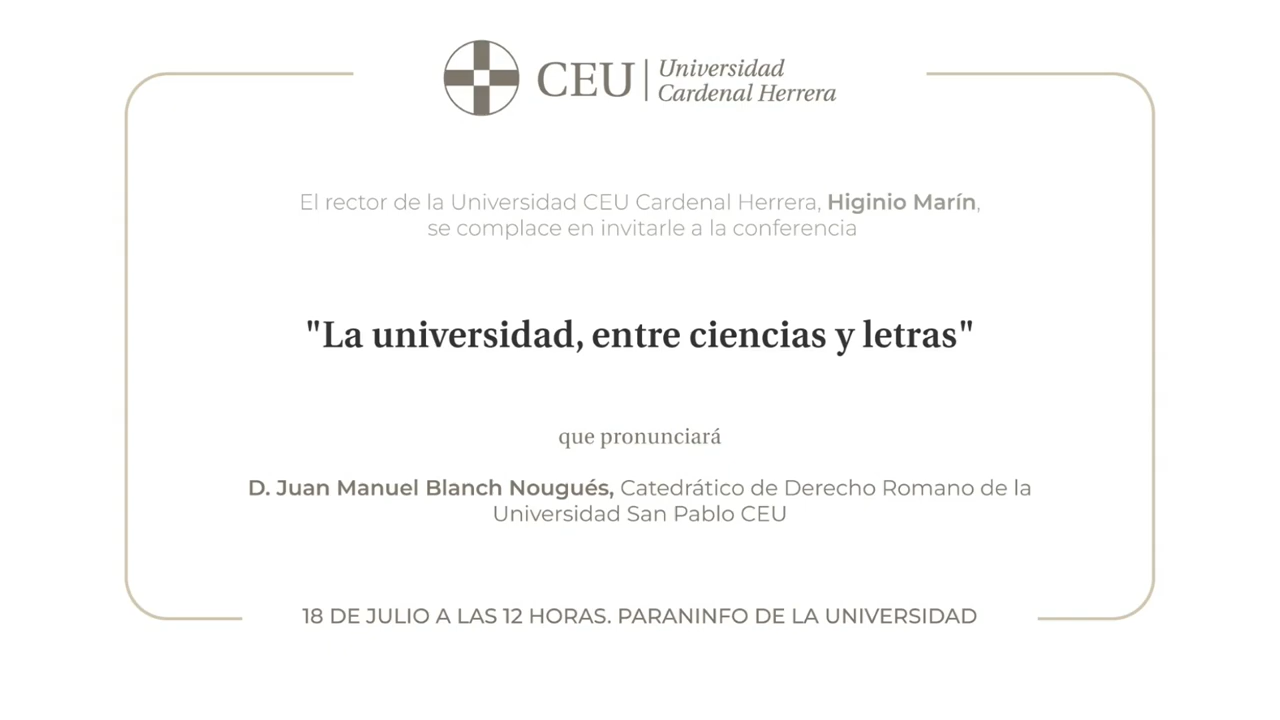 CEU
Universidad
Cardenal Herrera
El rector de la Universidad CEU Cardenal Herrera, Higinio Marín,
se complace en invitarle a la conferencia
"La universidad, entre ciencias y letras"
que pronunciará
D. Juan Manuel Blanch Nougués, Catedrático de Derecho Romano de la
Universidad San Pablo CEU
18 DE JULIO A LAS 12 HORAS. PARANINFO DE LA UNIVERSIDAD